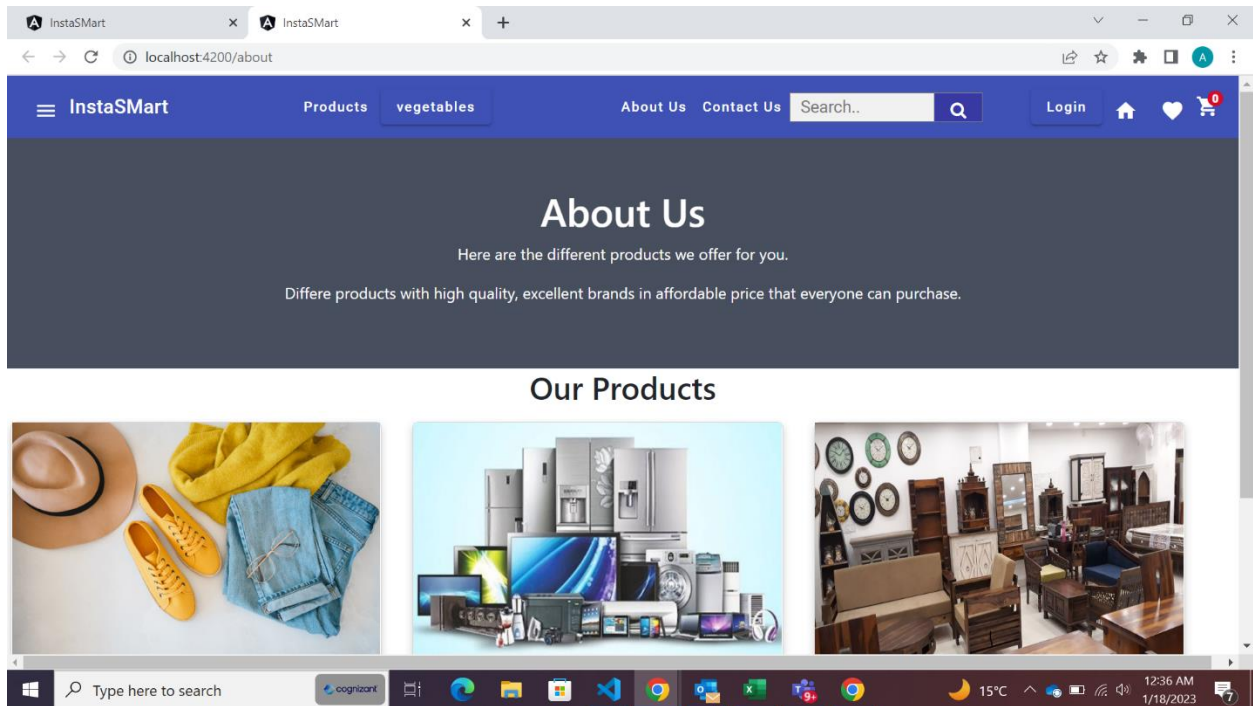 InstaSMart
InstaSMart
localhost:4200/about
A
InstaSMart
Products
vegetables
About Us
Contact Us
Search..
Login
0
About Us
Here are the different products we offer for you.
Differe products with high quality, excellent brands in affordable price that everyone can purchase.
Our Products
Type here to search
cognizant
9+
15°C
12:36 AM
1/18/2023
7